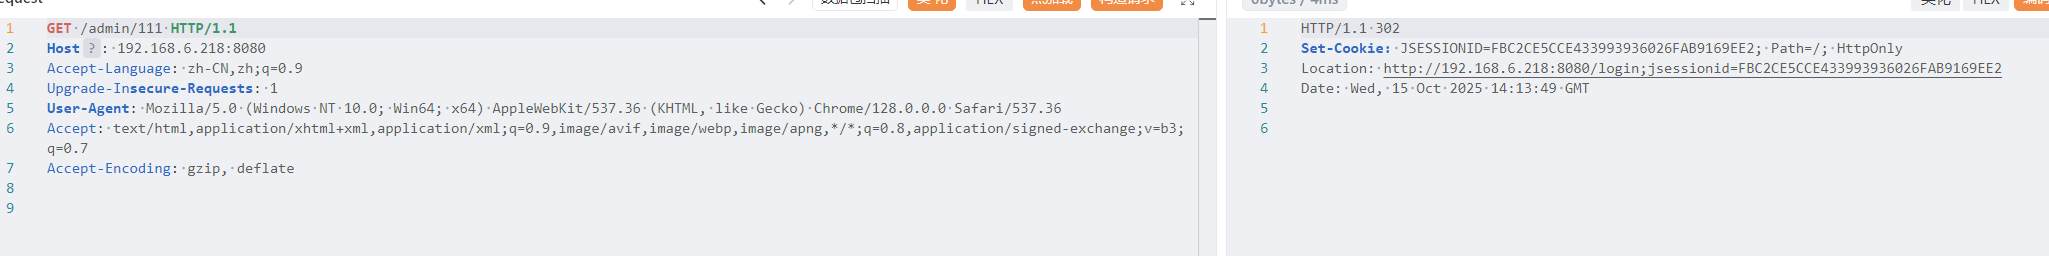 equest 数据包扫描 美化 HEX 热加载 构造请求
0bytes / 4ms 美化 HEX 编码
1 GET /admin/111 HTTP/1.1
2 Host ? : 192.168.6.218:8080
3 Accept-Language: zh-CN,zh;q=0.9
4 Upgrade-Insecure-Requests: 1
5 User-Agent: Mozilla/5.0 (Windows NT 10.0; Win64; x64) AppleWebKit/537.36 (KHTML, like Gecko) Chrome/128.0.0.0 Safari/537.36
6 Accept: text/html,application/xhtml+xml,application/xml;q=0.9,image/avif,image/webp,image/apng,*/*;q=0.8,application/signed-exchange;v=b3;
q=0.7
7 Accept-Encoding: gzip, deflate
8
9
1 HTTP/1.1 302
2 Set-Cookie: JSESSIONID=FBC2CE5CCE433993936026FAB9169EE2; Path=/; HttpOnly
3 Location: http://192.168.6.218:8080/login;jsessionid=FBC2CE5CCE433993936026FAB9169EE2
4 Date: Wed, 15 Oct 2025 14:13:49 GMT
5
6